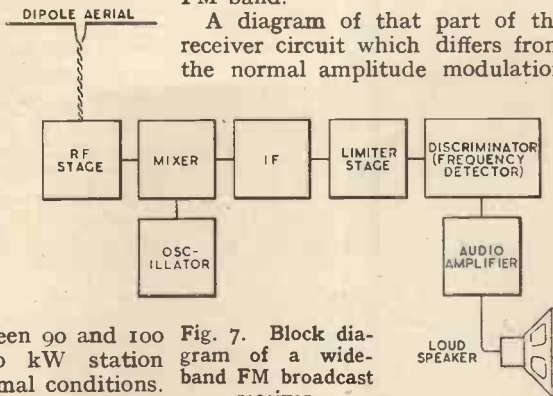 FM band.
A diagram of that part of th
receiver circuit which differs fron
the normal amplitude modulation
DIPOLE AERIAL
RF
STAGE
MIXER
IF
LIMITER
STAGE
DISCRIMINATOR
(FREQUENCY
DETECTOR)
OSC-
ILLATOR
AUDIO
AMPLIFIER
LOUD
SPEAKER
een 90 and 100
kW station
mal conditions.
Fig. 7. Block dia-
gram of a wide-
band FM broadcast